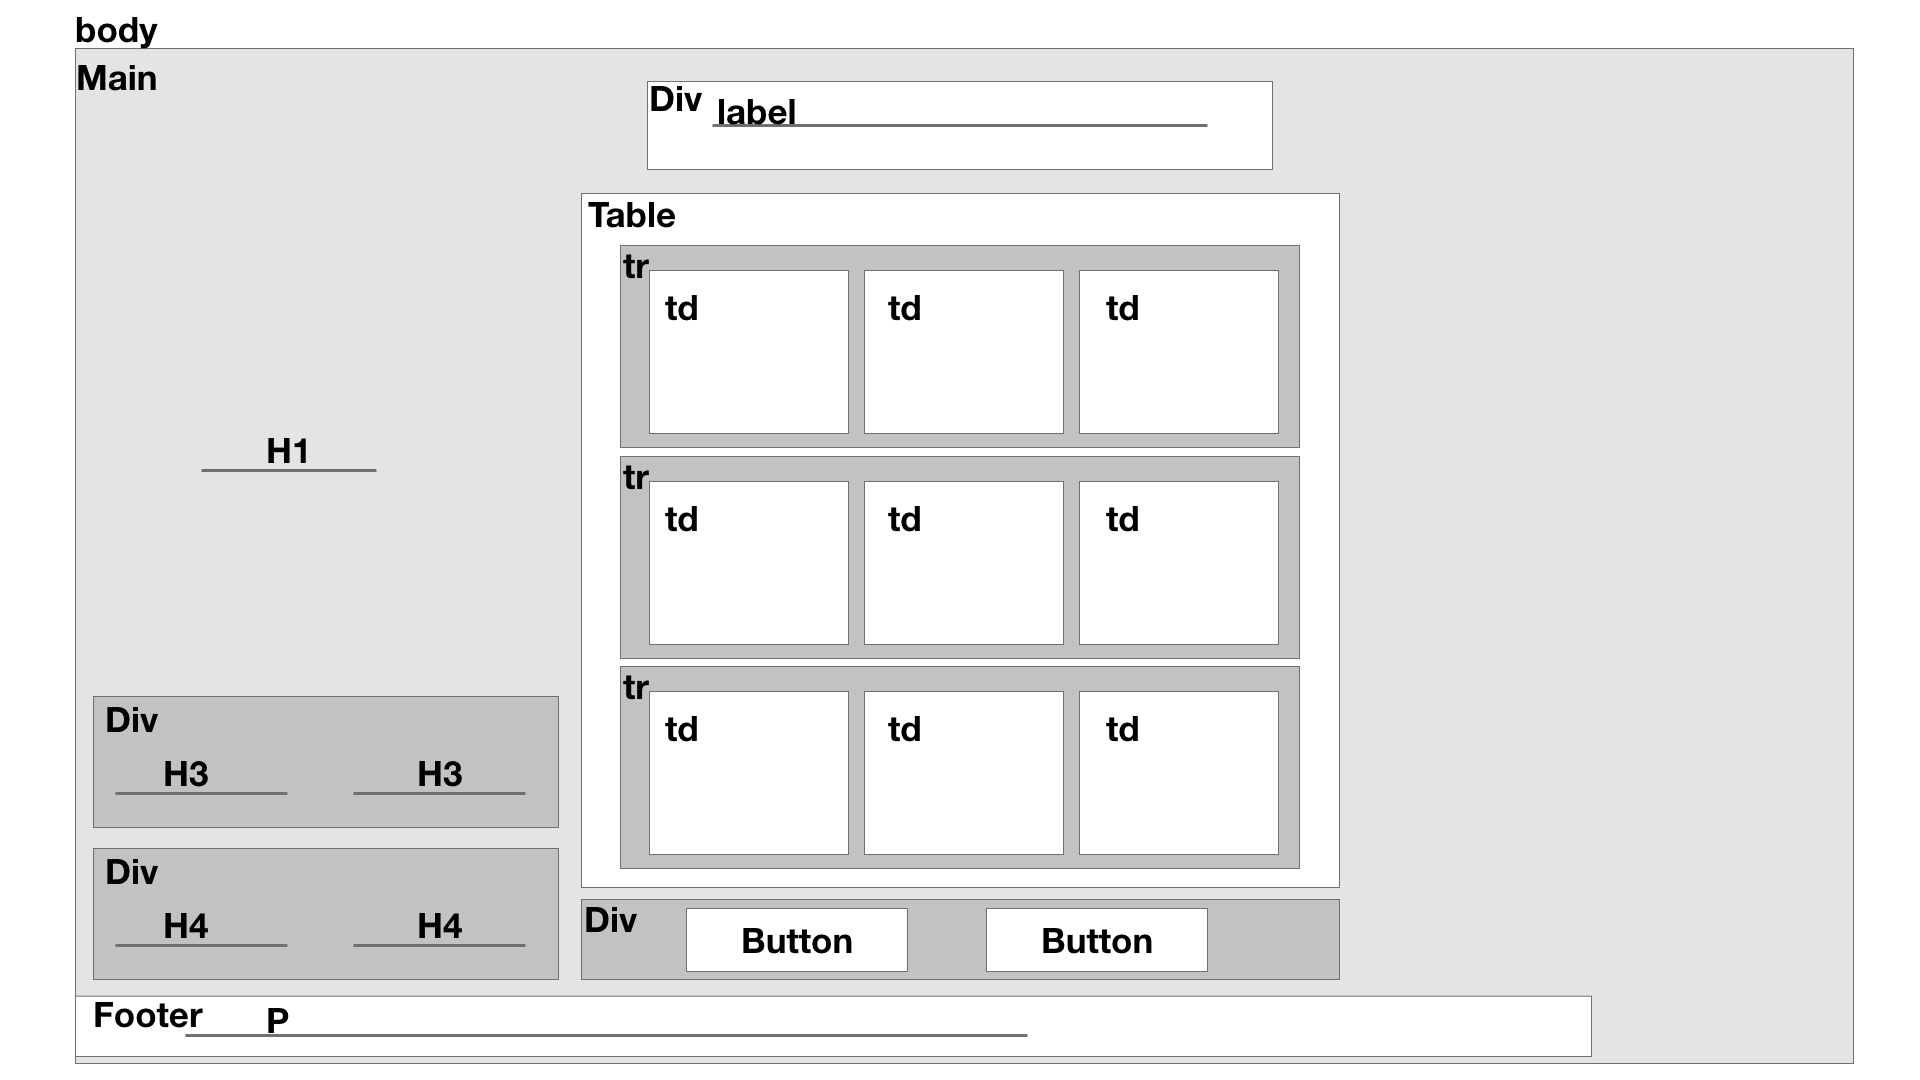 body
Main
Div label
Table
tr
td td td
tr
td td td
tr
td td td
H1
Div
H3 H3
Div
H4 H4
Div
Button Button
Footer P